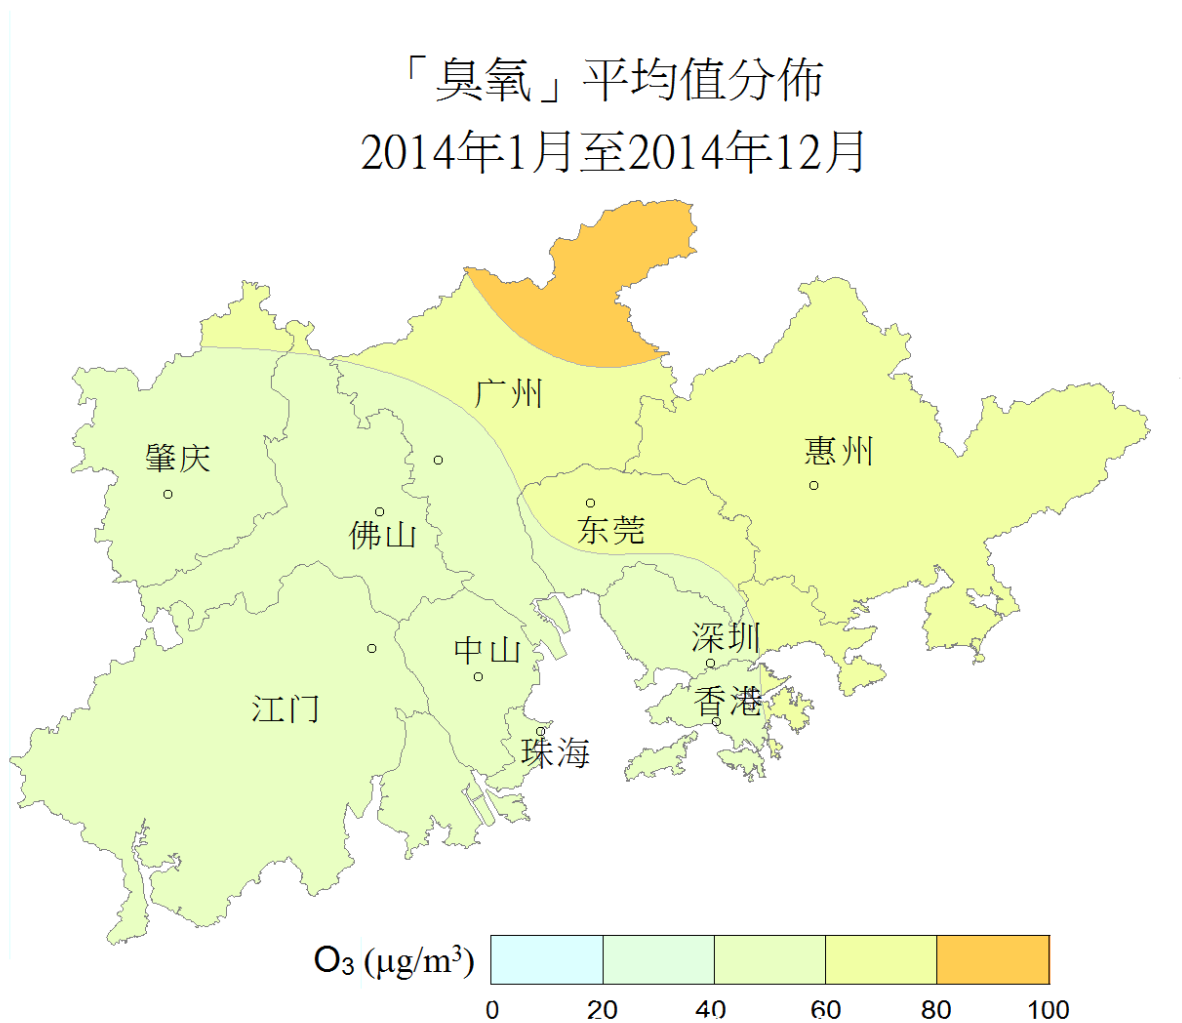 「臭氧」平均值分佈
2014年1月至2014年12月
广州
惠州
肇庆
东莞
佛山
深圳
中山
香港
江门
珠海
O₃ (μg/m³)
0 20 40 60 80 100